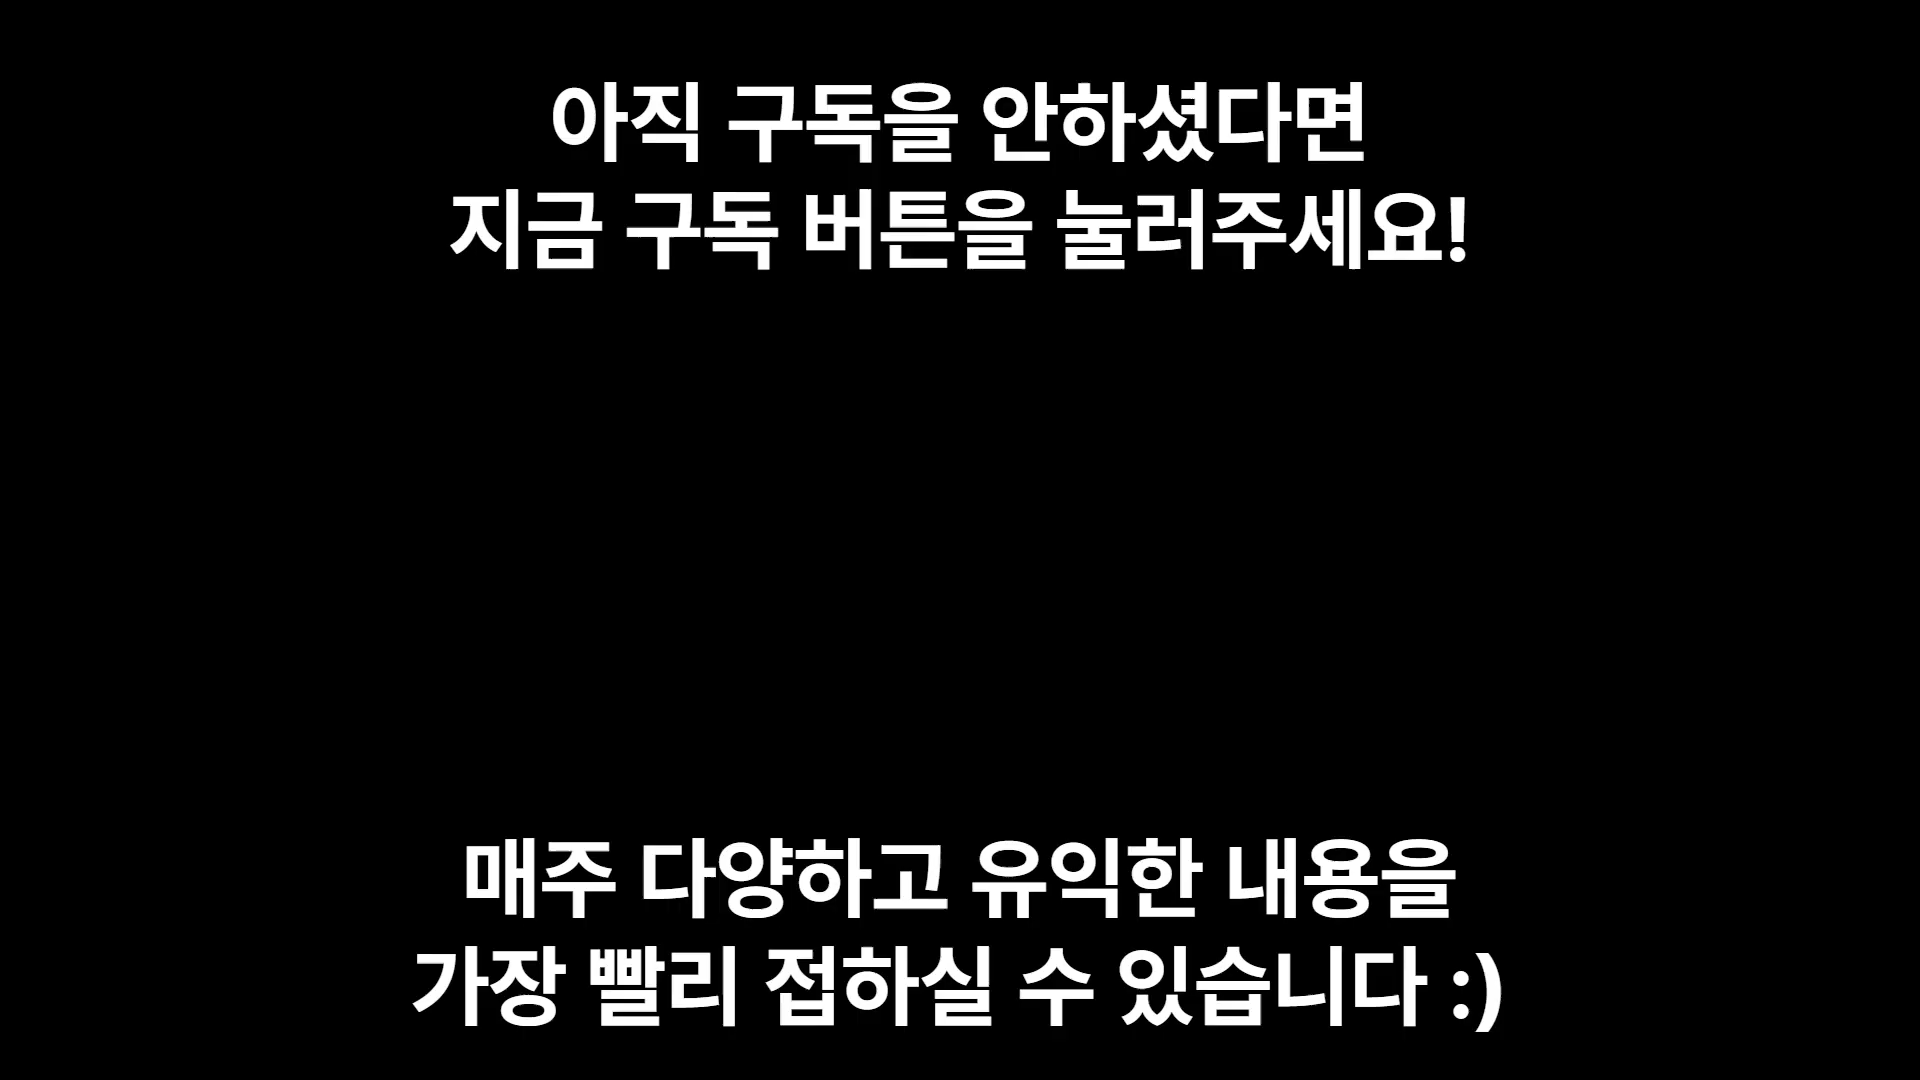 아직 구독을 안하셨다면
지금 구독 버튼을 눌러주세요!
매주 다양하고 유익한 내용을
가장 빨리 접하실 수 있습니다 :)